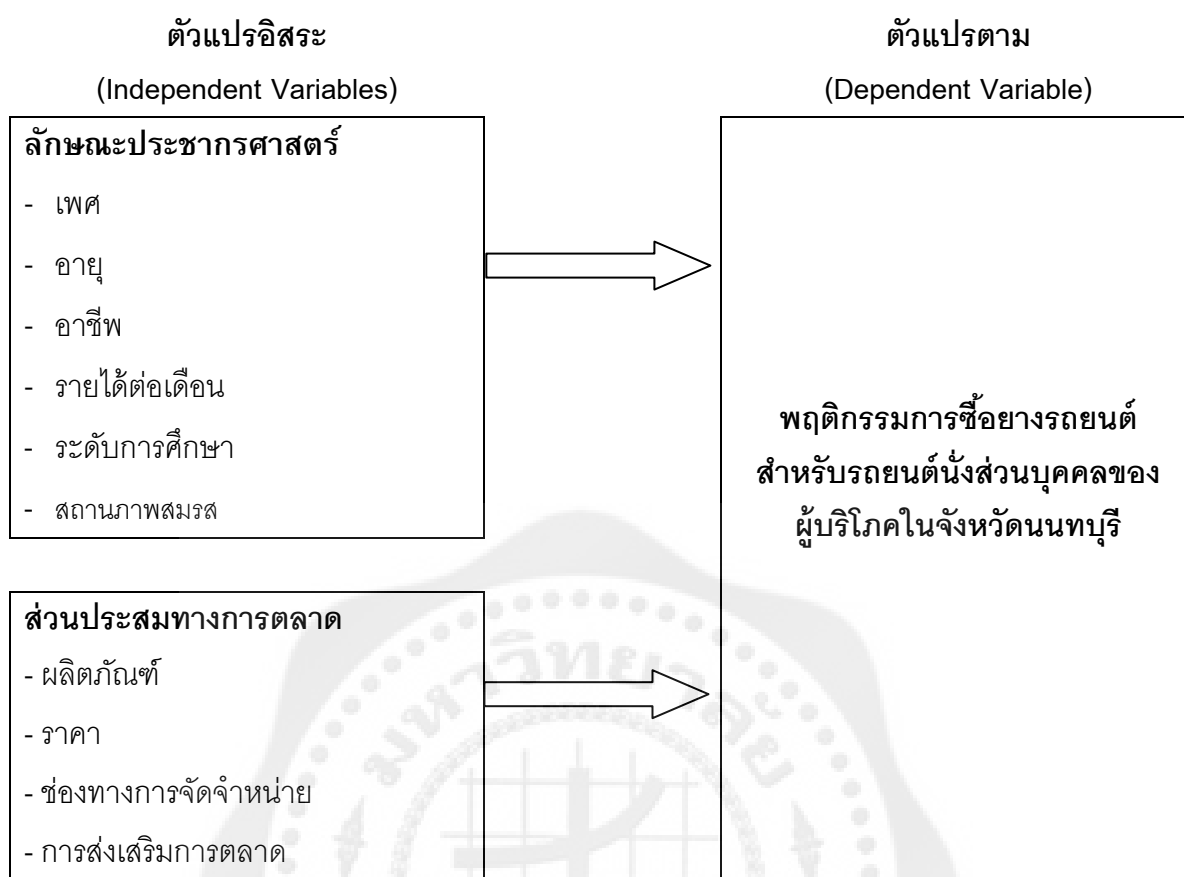 ตัวแปรอิสระ
(Independent Variables)
ลักษณะประชากรศาสตร์
- เพศ
- อายุ
- อาชีพ
- รายได้ต่อเดือน
- ระดับการศึกษา
- สถานภาพสมรส
ส่วนประสมทางการตลาด
- ผลิตภัณฑ์
- ราคา
- ช่องทางการจัดจำหน่าย
- การส่งเสริมการตลาด
ตัวแปรตาม
(Dependent Variable)
พฤติกรรมการซื้อยางรถยนต์
สำหรับรถยนต์นั่งส่วนบุคคลของ
ผู้บริโภคในจังหวัดนนทบุรี
มหาวิทยาลัย